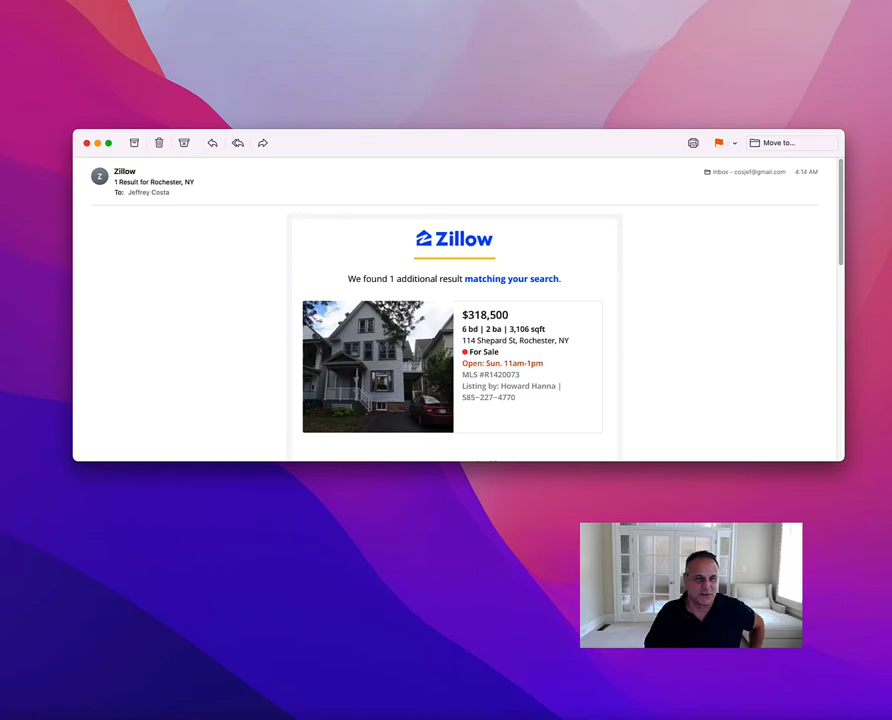 Move to...
Z
Zillow
1 Result for Rochester, NY
To: Jeffrey Costa
Inbox - cosjef@gmail.com 4:14 AM
Zillow
We found 1 additional result matching your search.
$318,500
6 bd | 2 ba | 3,106 sqft
114 Shepard St, Rochester, NY
For Sale
Open: Sun. 11am-1pm
MLS #R1420073
Listing by: Howard Hanna |
585-227-4770